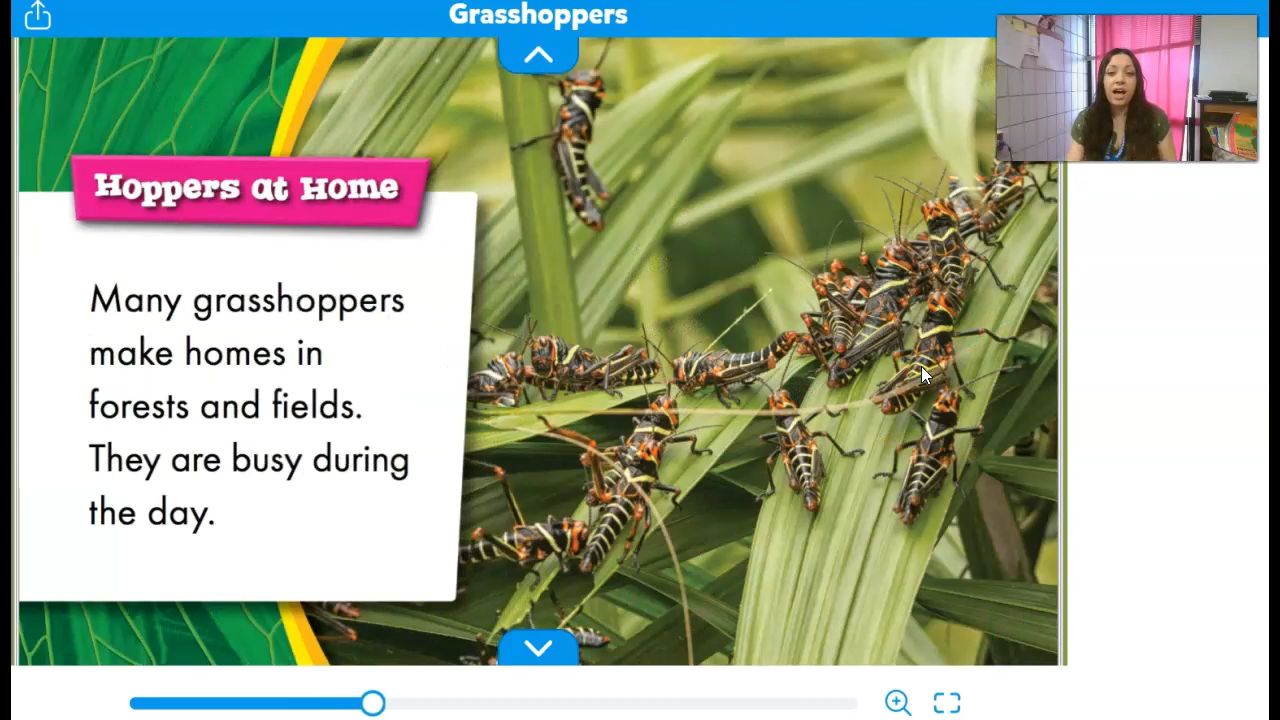 Grasshoppers
Hoppers at Home
Many grasshoppers
make homes in
forests and fields.
They are busy during
the day.